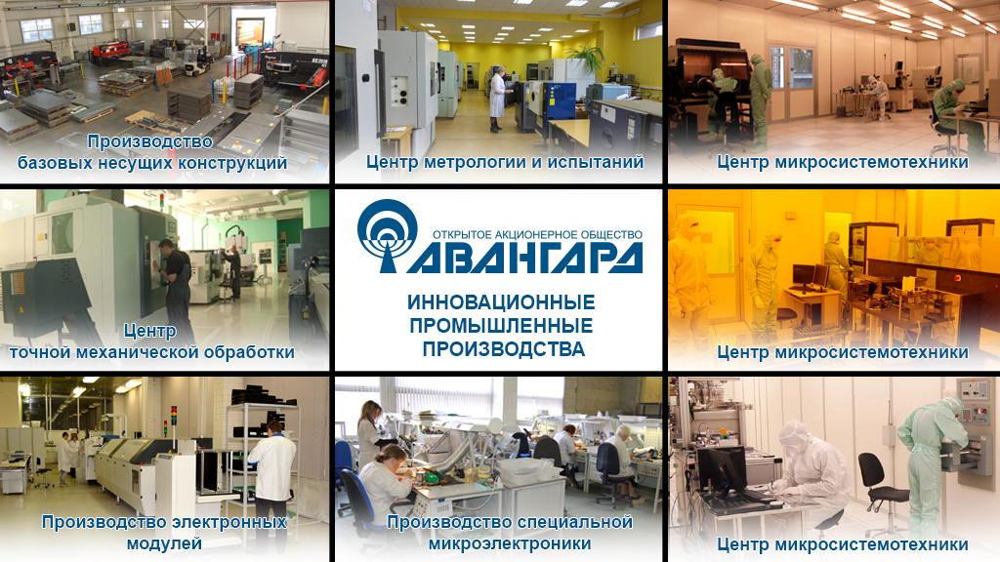 Производство
базовых несущих конструкций
Центр метрологии и испытаний
Центр микросистемотехники
Центр
точной механической обработки
ОТКРЫТОЕ АКЦИОНЕРНОЕ ОБЩЕСТВО
АВАНГАРД
ИННОВАЦИОННЫЕ
ПРОМЫШЛЕННЫЕ
ПРОИЗВОДСТВА
Центр микросистемотехники
Производство электронных
модулей
Производство специальной
микроэлектроники
Центр микросистемотехники